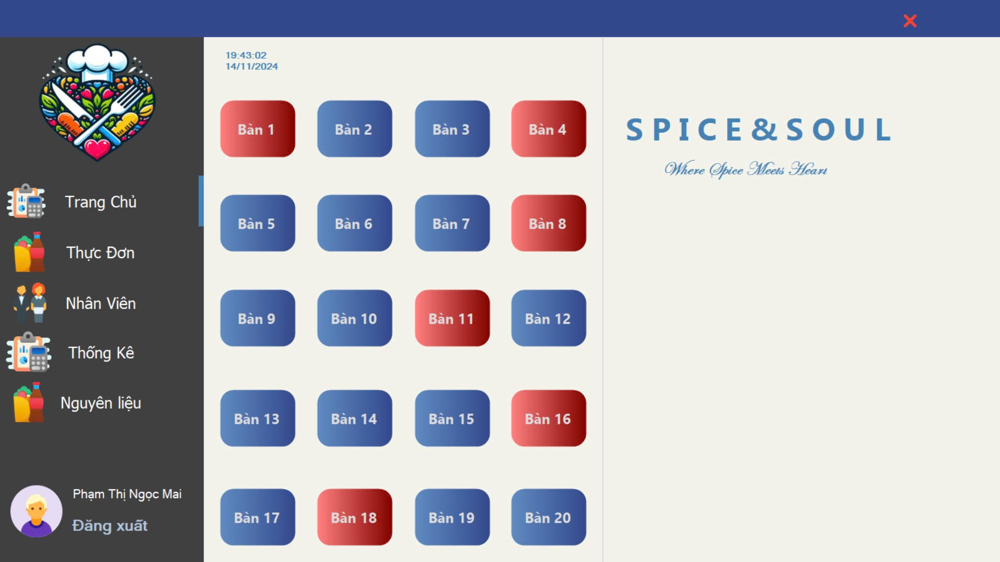 19:43:02
14/11/2024
Trang Chủ
Thực Đơn
Nhân Viên
Thống Kê
Nguyên liệu
Phạm Thị Ngọc Mai
Đăng xuất
Bàn 1
Bàn 2
Bàn 3
Bàn 4
Bàn 5
Bàn 6
Bàn 7
Bàn 8
Bàn 9
Bàn 10
Bàn 11
Bàn 12
Bàn 13
Bàn 14
Bàn 15
Bàn 16
Bàn 17
Bàn 18
Bàn 19
Bàn 20
SPICE&SOUL
Where Spice Meets Heart